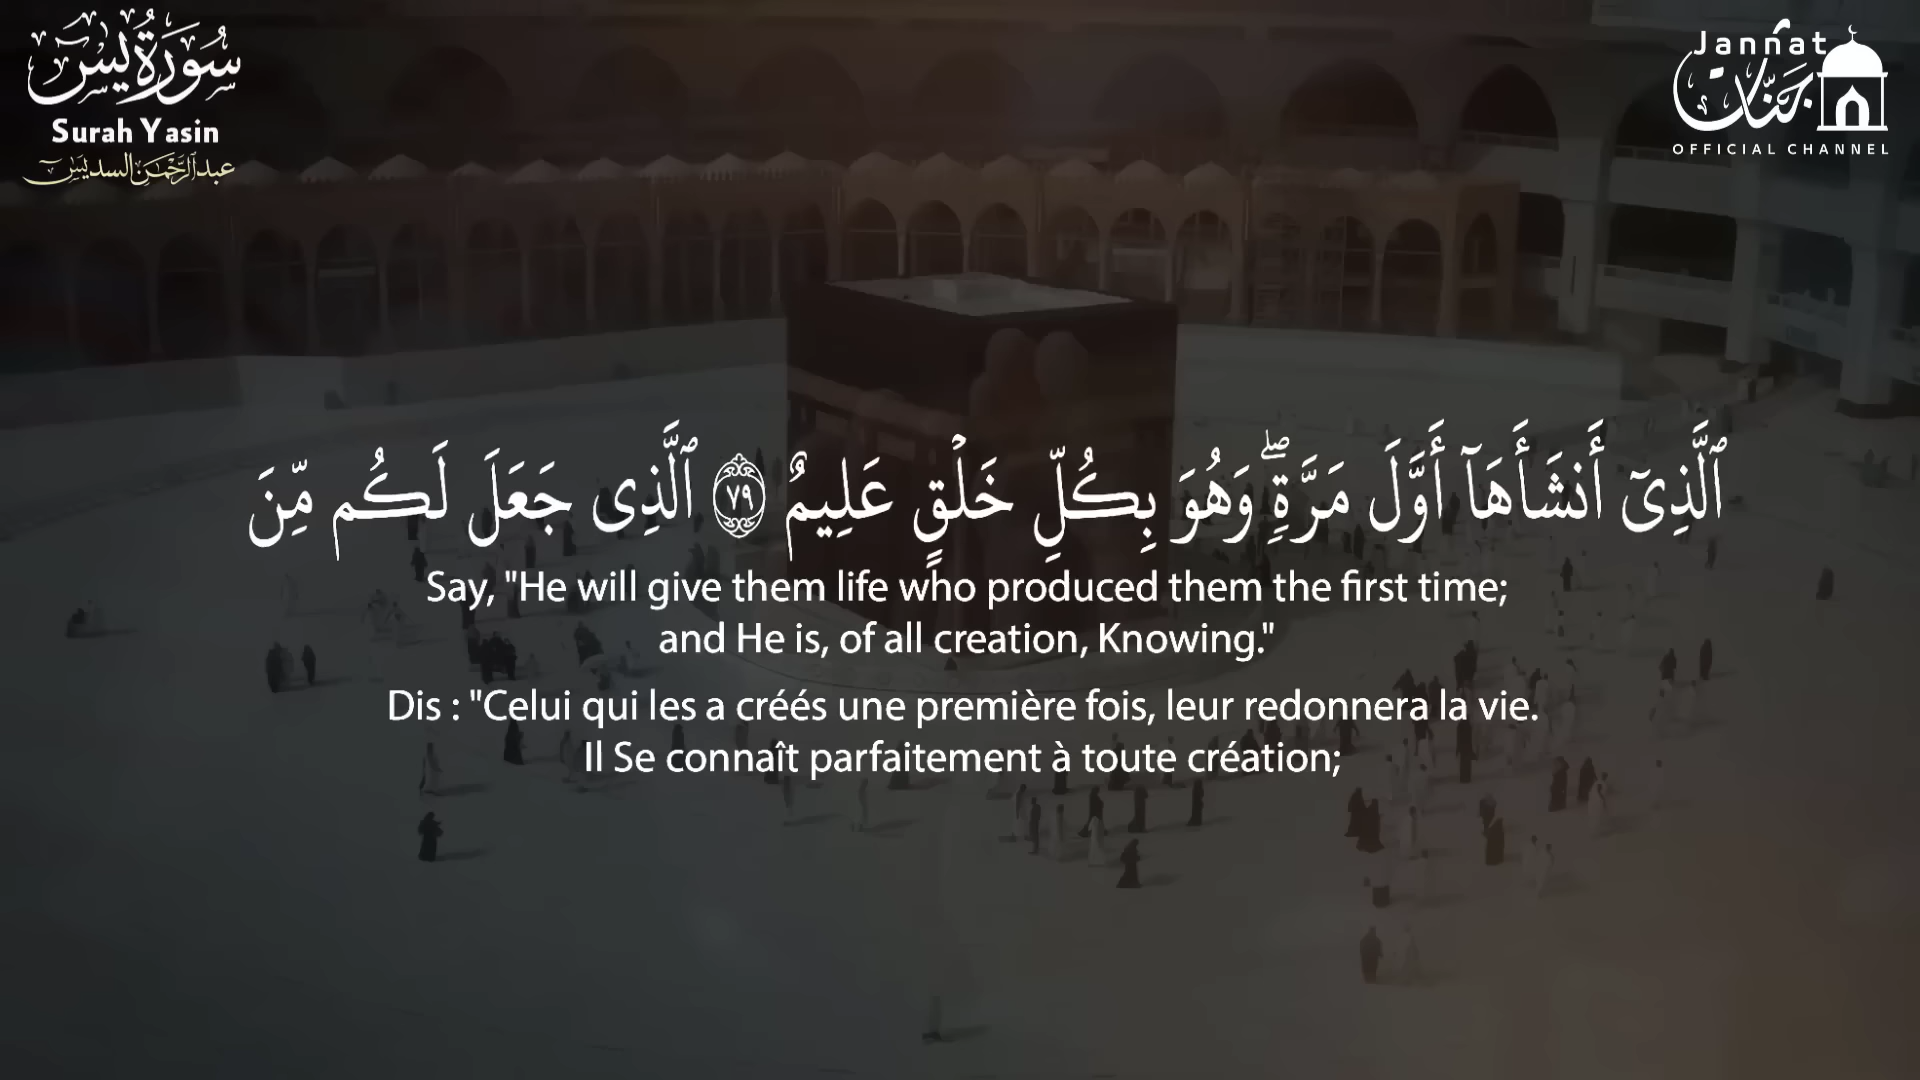 سُورَةُ يسٓ
Surah Yasin
عبد الرحمن السديس
Jannat
جنّات
OFFICIAL CHANNEL
ٱلَّذِىٓ أَنشَأَهَآ أَوَّلَ مَرَّةٍۖ وَهُوَ بِكُلِّ خَلْقٍ عَلِيمٌ ٧٩ ٱلَّذِى جَعَلَ لَكُم مِّنَ
Say, "He will give them life who produced them the first time;
and He is, of all creation, Knowing."
Dis : "Celui qui les a créés une première fois, leur redonnera la vie.
Il Se connaît parfaitement à toute création;